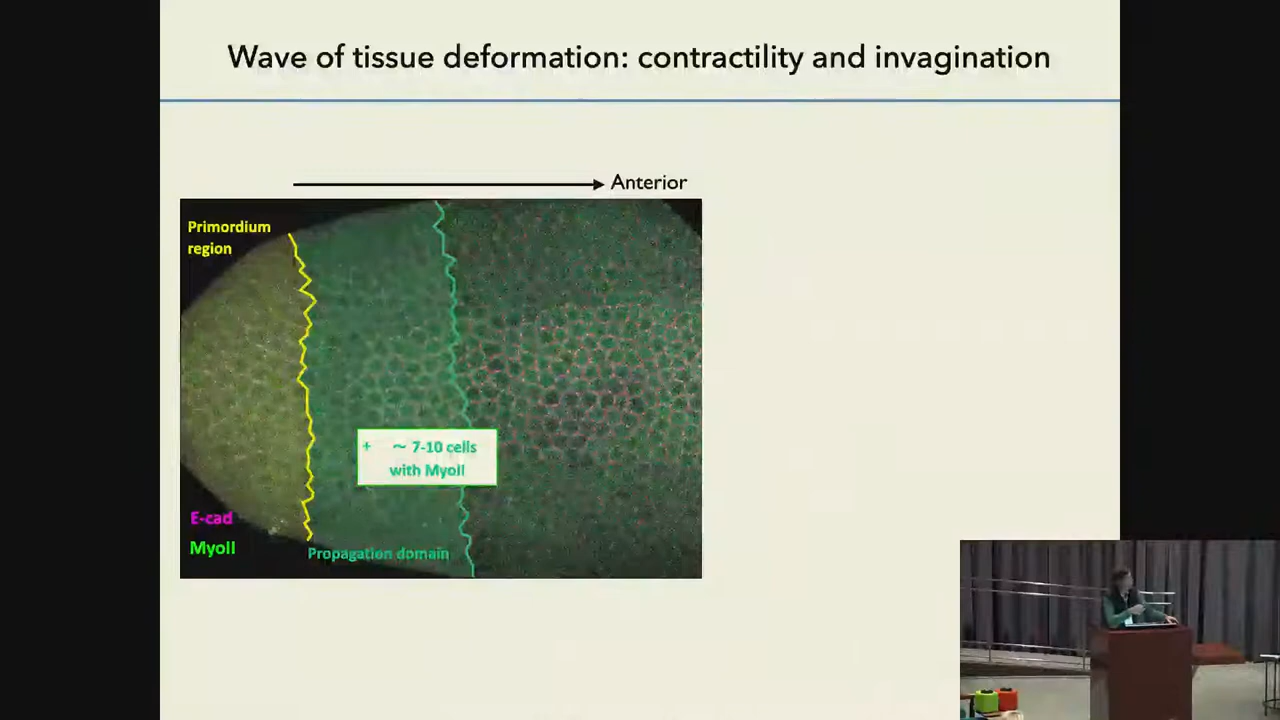 Wave of tissue deformation: contractility and invagination
Anterior
Primordium
region
+ ~ 7-10 cells
with MyoII
E-cad
MyoII
Propagation domain